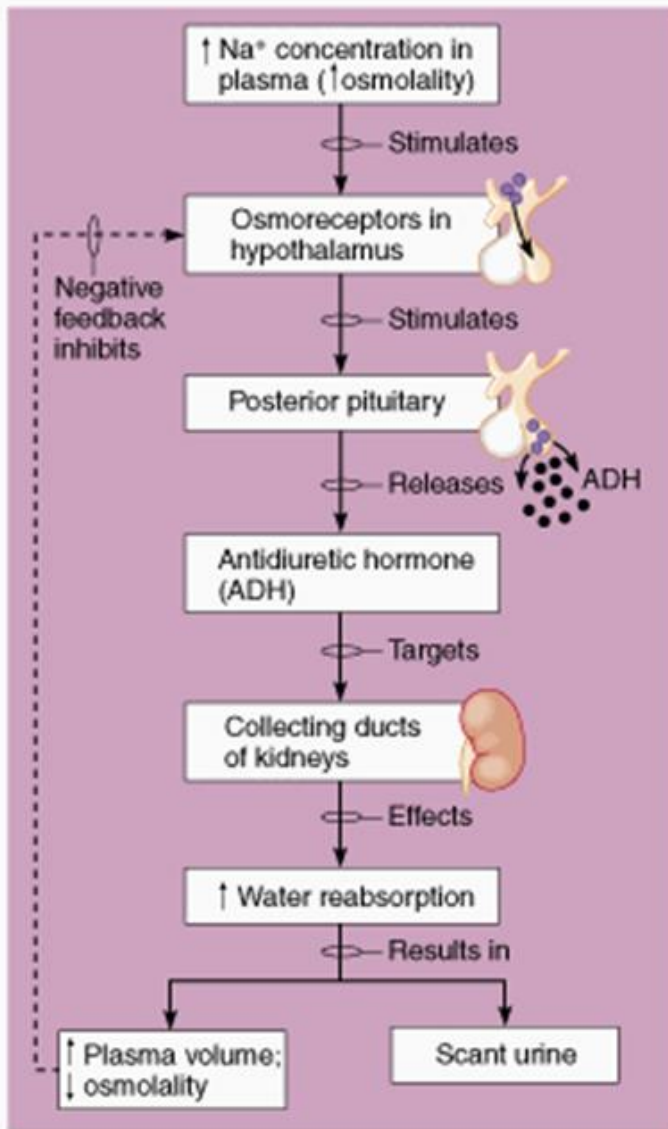 ↑ Na⁺ concentration in
plasma (↑osmolality)
Stimulates
Osmoreceptors in
hypothalamus
Negative
feedback
inhibits
Stimulates
Posterior pituitary
Releases
ADH
Antidiuretic hormone
(ADH)
Targets
Collecting ducts
of kidneys
Effects
↑ Water reabsorption
Results in
↑ Plasma volume;
↓ osmolality
Scant urine